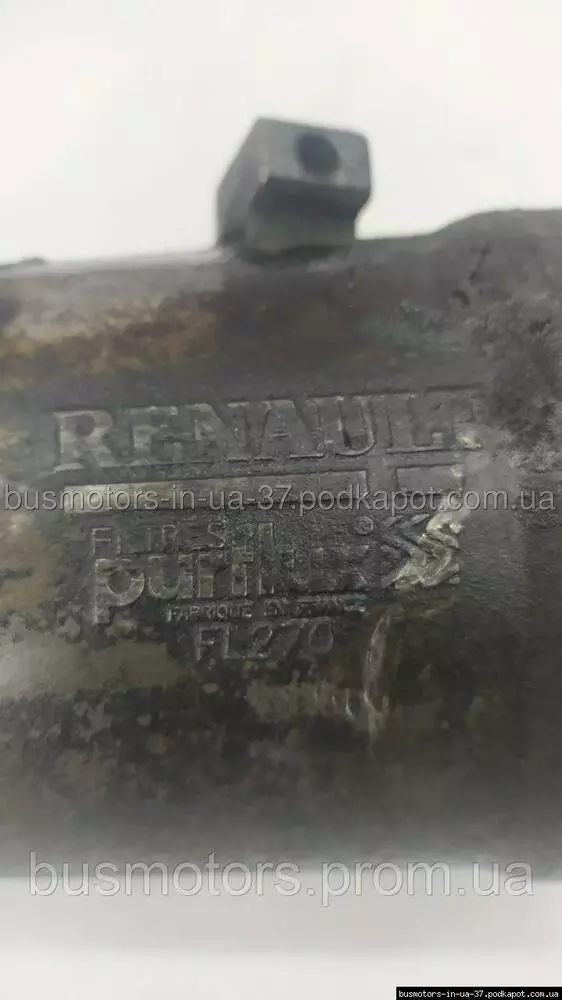 RENAULT
busmotors-in-ua-37.podkapot.com.ua
purflux ®
FABRIQUE EN FRANCE
FL270
busmotors.prom.ua
busmotors-in-ua-37.podkapot.com.ua